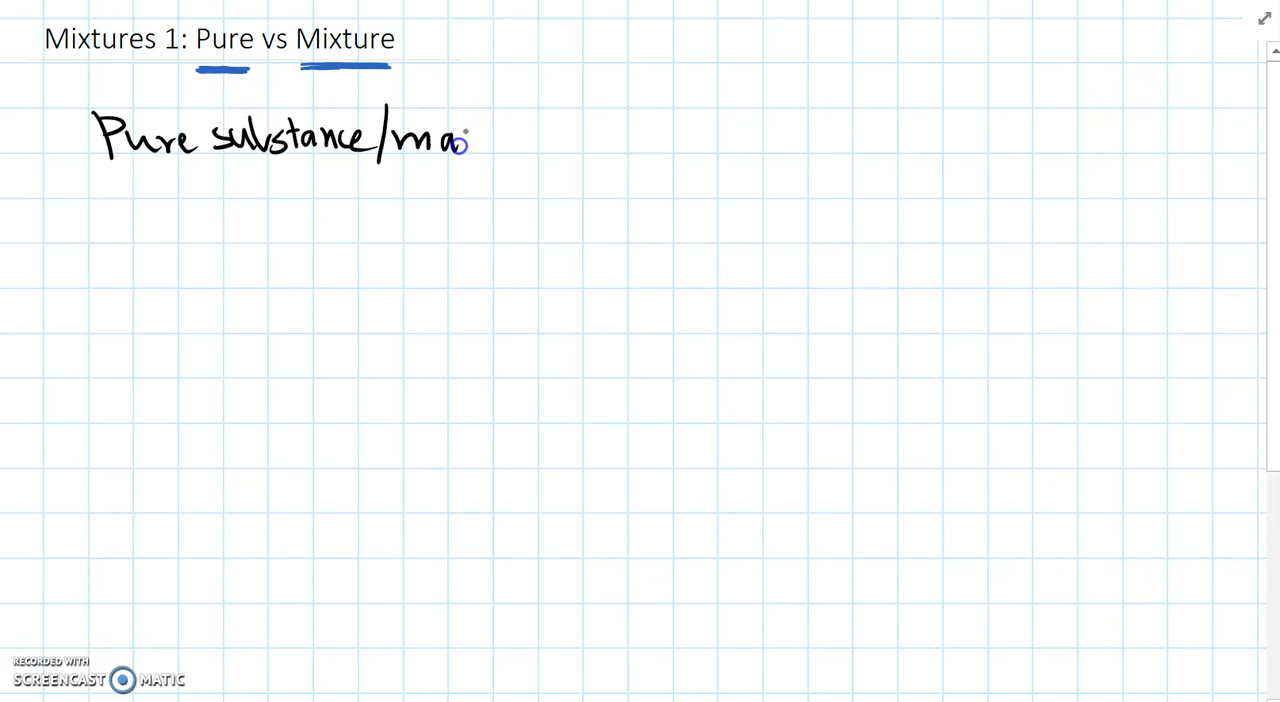 Mixtures 1: Pure vs Mixture
Pure substance/ma
RECORDED WITH
SCREENCAST MATIC